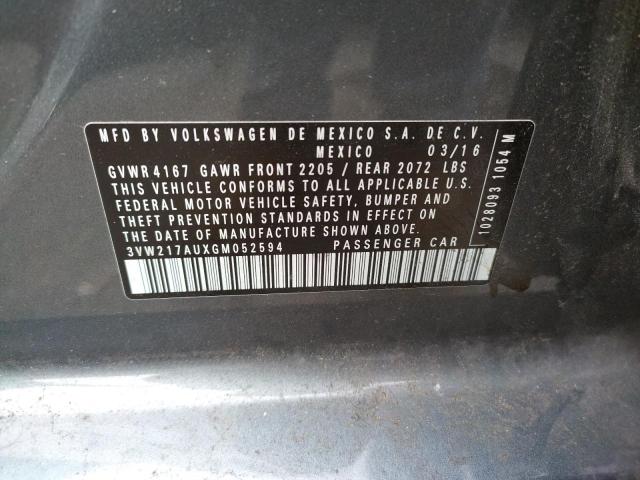 MFD BY VOLKSWAGEN DE MEXICO S.A. DE C.V.
MEXICO 03/16
GVWR 4167 GAWR FRONT 2205 / REAR 2072 LBS
THIS VEHICLE CONFORMS TO ALL APPLICABLE U.S.
FEDERAL MOTOR VEHICLE SAFETY, BUMPER AND
THEFT PREVENTION STANDARDS IN EFFECT ON
THE DATE OF MANUFACTURE SHOWN ABOVE.
3VW217AUXGM052594 PASSENGER CAR
1028093 1054 M